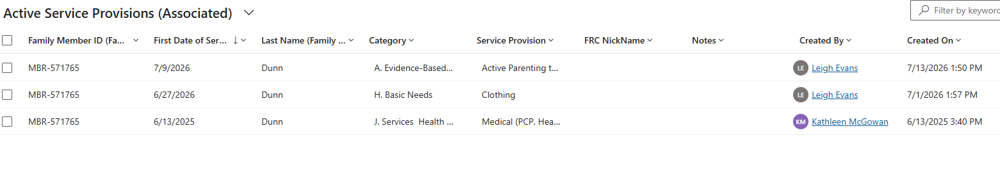 Active Service Provisions (Associated)
Filter by keyword
Family Member ID (Fa... First Date of Ser... Last Name (Family ... Category Service Provision FRC NickName Notes Created By Created On
MBR-571765 7/9/2026 Dunn A. Evidence-Based... Active Parenting t... LE Leigh Evans 7/13/2026 1:50 PM
MBR-571765 6/27/2026 Dunn H. Basic Needs Clothing LE Leigh Evans 7/1/2026 1:57 PM
MBR-571765 6/13/2025 Dunn J. Services Health ... Medical (PCP, Hea... KM Kathleen McGowan 6/13/2025 3:40 PM